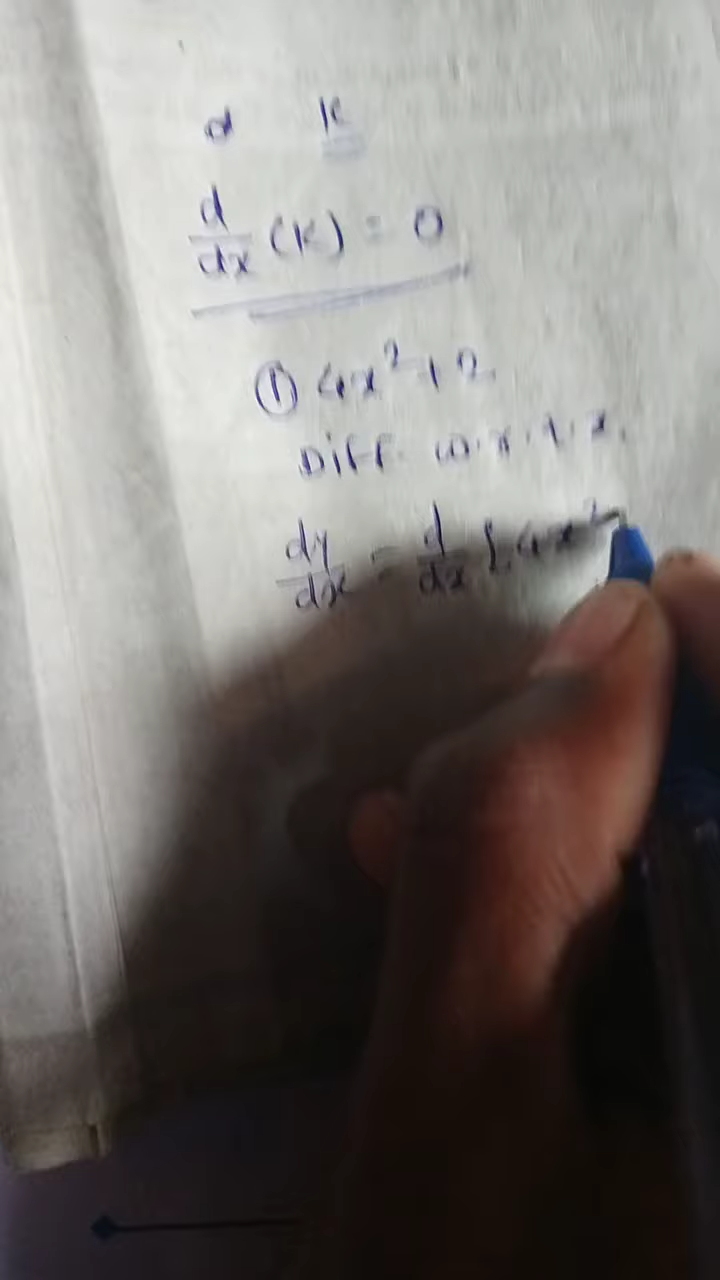 d k
d/dx (k) = 0
① 4x² + 2
Diff. w.r.t.x.
dy/dx = d/dx [4x²